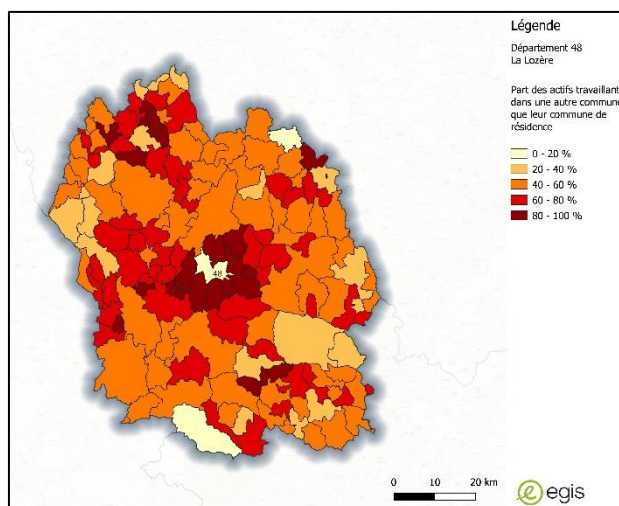 Légende
Département 48
La Lozère
Part des actifs travaillant
dans une autre commune
que leur commune de
résidence
0 - 20 %
20 - 40 %
40 - 60 %
60 - 80 %
80 - 100 %
48
0 10 20 km
egis